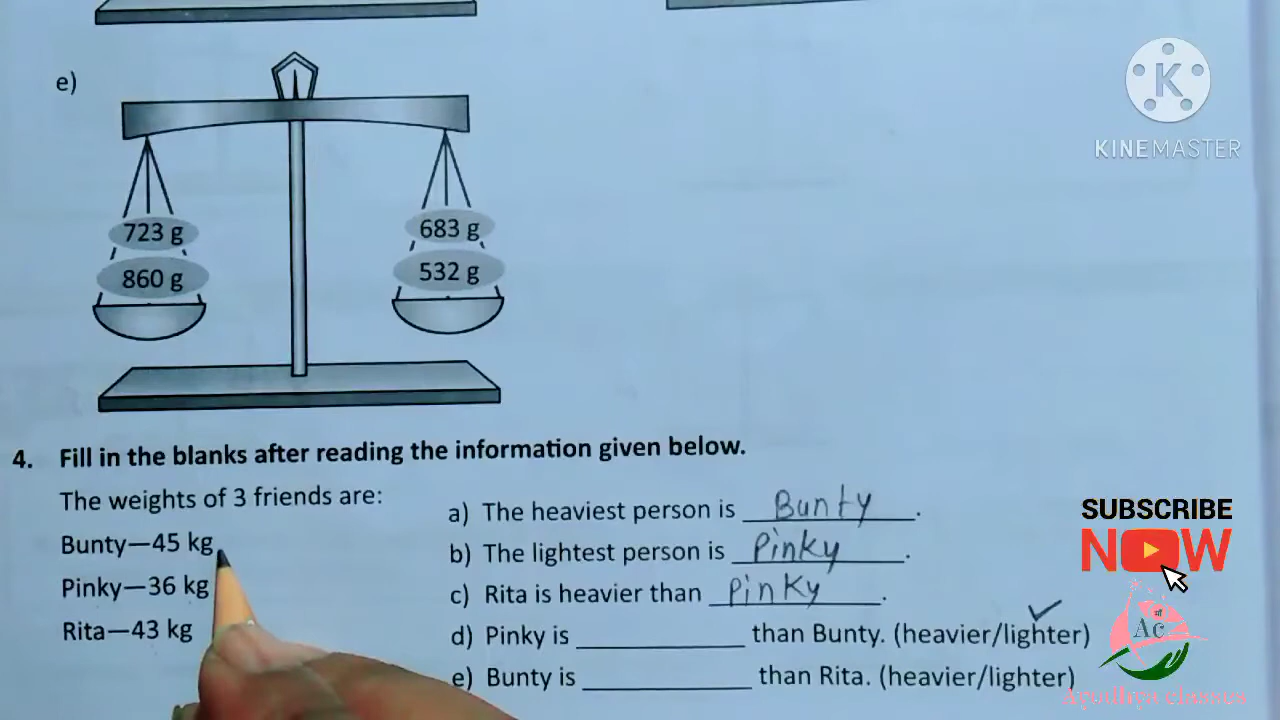 e)
723 g
860 g
683 g
532 g
4. Fill in the blanks after reading the information given below.
The weights of 3 friends are:
Bunty—45 kg
Pinky—36 kg
Rita—43 kg
a) The heaviest person is Bunty.
b) The lightest person is Pinky.
c) Rita is heavier than Pinky.
d) Pinky is ____________ than Bunty. (heavier/lighter)
e) Bunty is ____________ than Rita. (heavier/lighter)
K
KINEMASTER
SUBSCRIBE
NOW
Ac